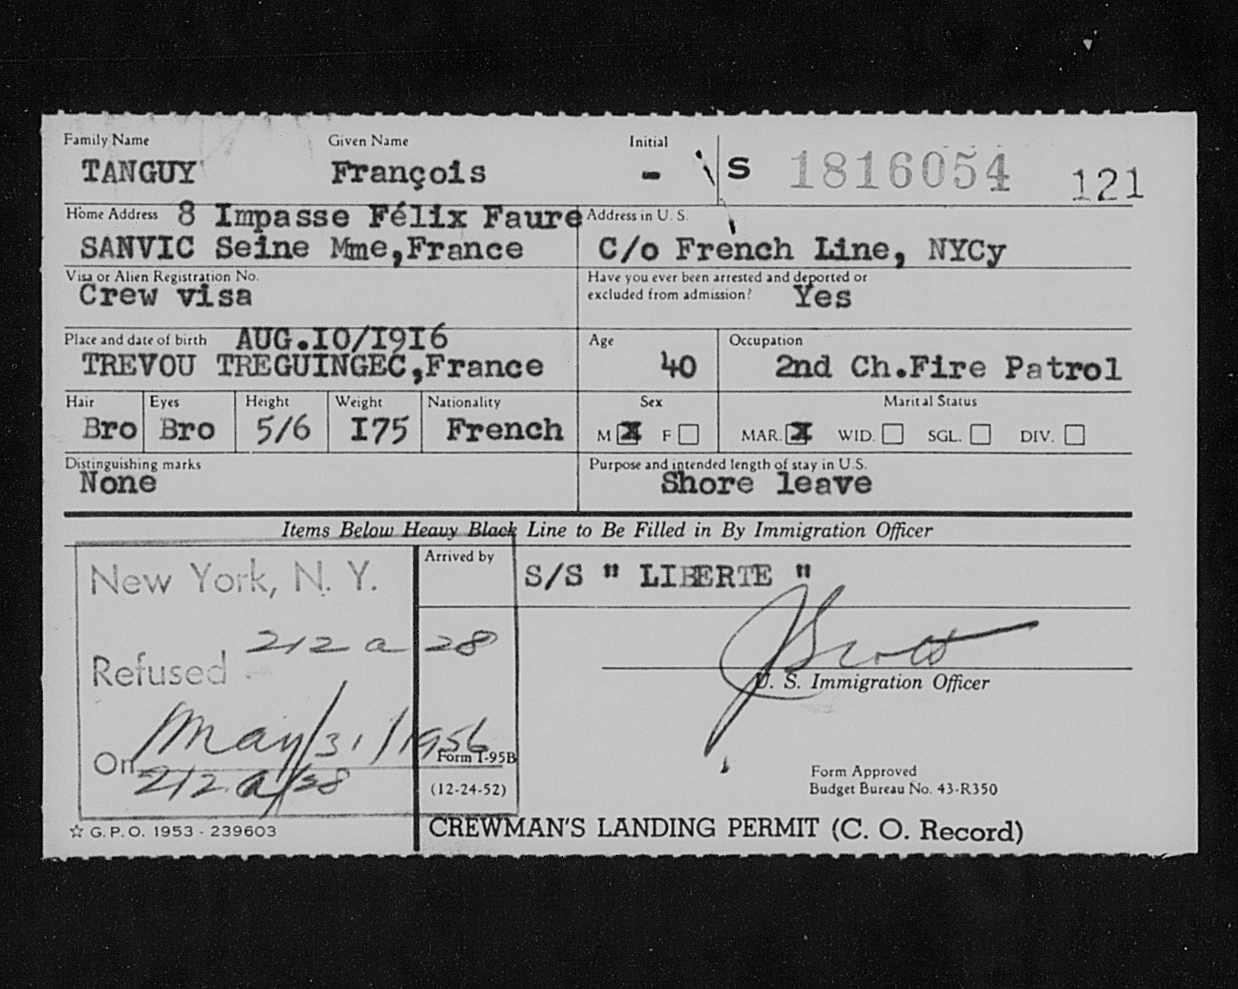 Family Name Given Name Initial
TANGUY François - S 1816054 121
Home Address 8 Impasse Félix Faure Address in U. S.
SANVIC Seine Mme,France C/o French Line, NYCy
Visa or Alien Registration No. Have you ever been arrested and deported or
Crew visa excluded from admission? Yes
Place and date of birth AUG.IO/I9I6 Age Occupation
TREVOU TREGUINGEC,France 40 2nd Ch.Fire Patrol
Hair Eyes Height Weight Nationality Sex Marital Status
Bro Bro 5/6 I75 French M X F MAR. X WID. SGL. DIV.
Distinguishing marks Purpose and intended length of stay in U.S.
None Shore leave
Items Below Heavy Black Line to Be Filled in By Immigration Officer
Arrived by
New York, N. Y. S/S " LIBERTE "
212 a 28
Refused
U. S. Immigration Officer
On May/31/1956
212 a/28
Form I-95B
(12-24-52)
Form Approved
Budget Bureau No. 43-R350
☆ G.P.O. 1953 - 239603
CREWMAN'S LANDING PERMIT (C. O. Record)